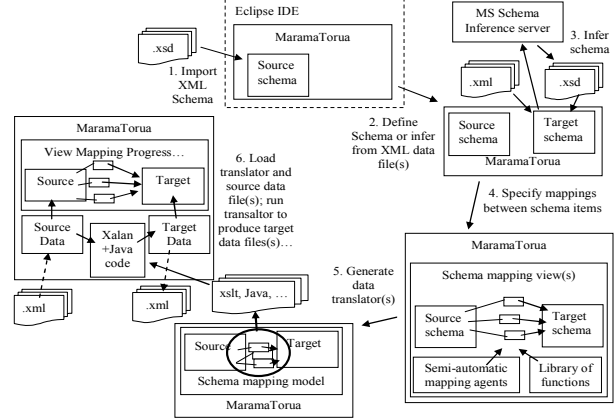 Eclipse IDE
MaramaTorua
.xsd
Source
schema
1. Import
XML
Schema
MS Schema
Inference server
3. Infer
schema
.xml
.xsd
Source
schema
Target
schema
MaramaTorua
2. Define
Schema or infer
from XML data
file(s)
4. Specify mappings
between schema items
MaramaTorua
Schema mapping view(s)
Source
schema
Target
schema
Semi-automatic
mapping agents
Library of
functions
5. Generate
data
translator(s)
xslt, Java, …
Source
Target
Schema mapping model
MaramaTorua
6. Load
translator and
source data
file(s); run
transaltor to
produce target
data files(s)…
MaramaTorua
View Mapping Progress…
Source
Target
Source
Data
Xalan
+Java
code
Target
Data
.xml
.xml